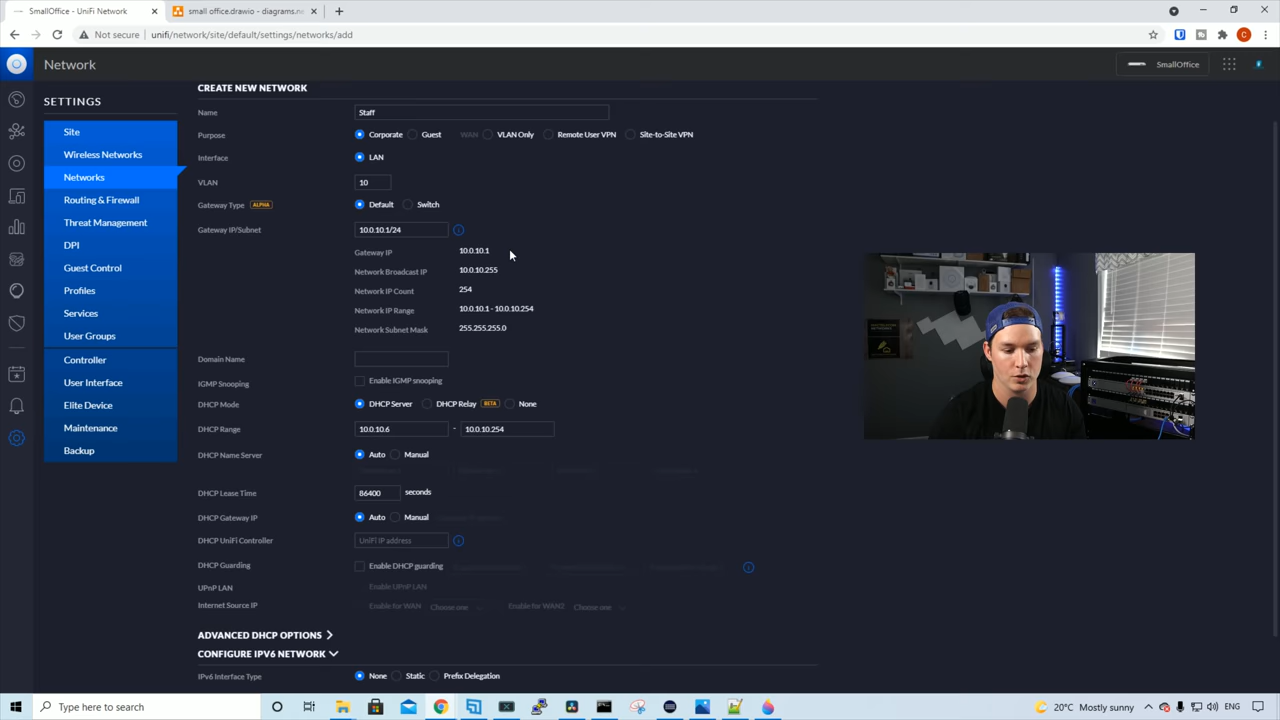 SmallOffice - UniFi Network
small office.drawio - diagrams.ne
Not secure
unifi/network/site/default/settings/networks/add
C
Network
SmallOffice
SETTINGS
Site
Wireless Networks
Networks
Routing & Firewall
Threat Management
DPI
Guest Control
Profiles
Services
User Groups
Controller
User Interface
Elite Device
Maintenance
Backup
CREATE NEW NETWORK
Name Staff
Purpose Corporate Guest WAN VLAN Only Remote User VPN Site-to-Site VPN
Interface LAN
VLAN 10
Gateway Type ALPHA Default Switch
Gateway IP/Subnet 10.0.10.1/24
Gateway IP 10.0.10.1
Network Broadcast IP 10.0.10.255
Network IP Count 254
Network IP Range 10.0.10.1 - 10.0.10.254
Network Subnet Mask 255.255.255.0
Domain Name
IGMP Snooping Enable IGMP snooping
DHCP Mode DHCP Server DHCP Relay BETA None
DHCP Range 10.0.10.6 - 10.0.10.254
DHCP Name Server Auto Manual
DHCP Lease Time 86400 seconds
DHCP Gateway IP Auto Manual
DHCP UniFi Controller UniFi IP address
DHCP Guarding Enable DHCP guarding
UPnP LAN Enable UPnP LAN
Internet Source IP Enable for WAN Choose one Enable for WAN2 Choose one
ADVANCED DHCP OPTIONS
CONFIGURE IPV6 NETWORK
IPv6 Interface Type None Static Prefix Delegation
Type here to search
20°C Mostly sunny
ENG